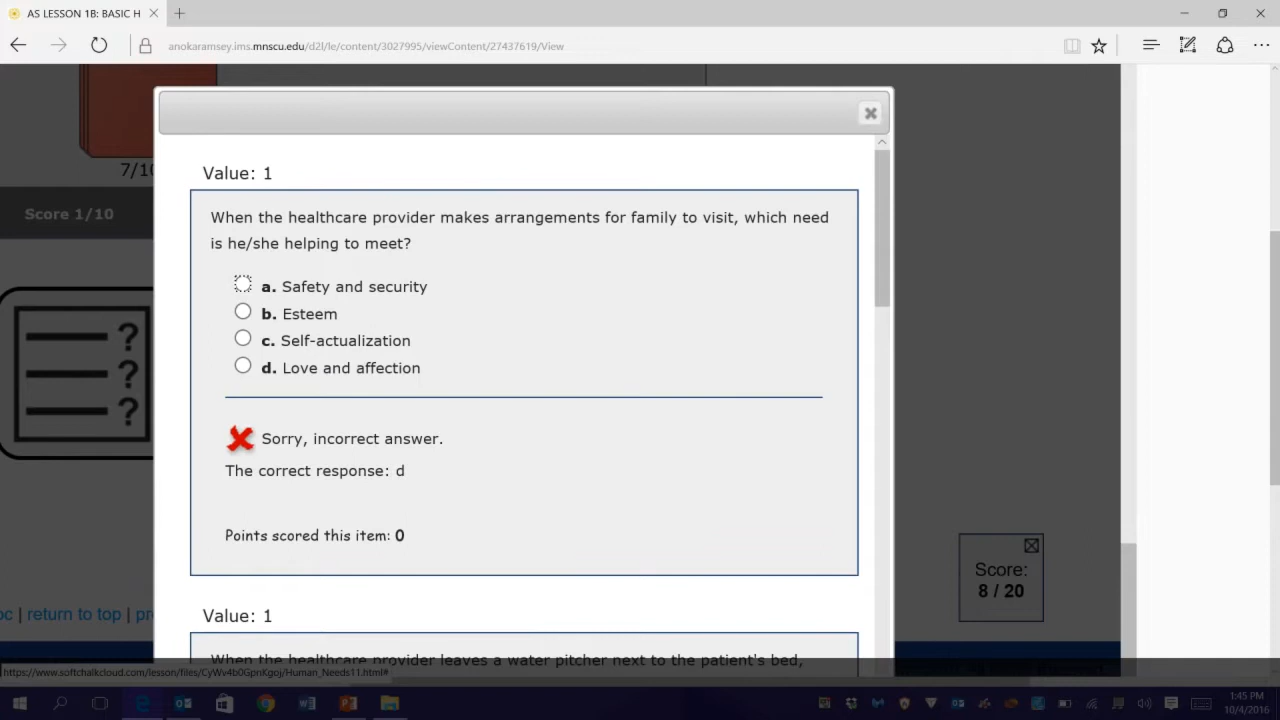 AS LESSON 1B: BASIC H
anokaramsey.ims.mnscu.edu/d2l/le/content/3027995/viewContent/27437619/View
7/10
Score 1/10
Value: 1
When the healthcare provider makes arrangements for family to visit, which need
is he/she helping to meet?
a. Safety and security
b. Esteem
c. Self-actualization
d. Love and affection
Sorry, incorrect answer.
The correct response: d
Points scored this item: 0
Score:
8 / 20
oc | return to top | pr
Value: 1
When the healthcare provider leaves a water pitcher next to the patient's bed,
https://www.softchalkcloud.com/lesson/files/CyWv4b0GpnKgoj/Human_Needs11.html#
1:45 PM
10/4/2016